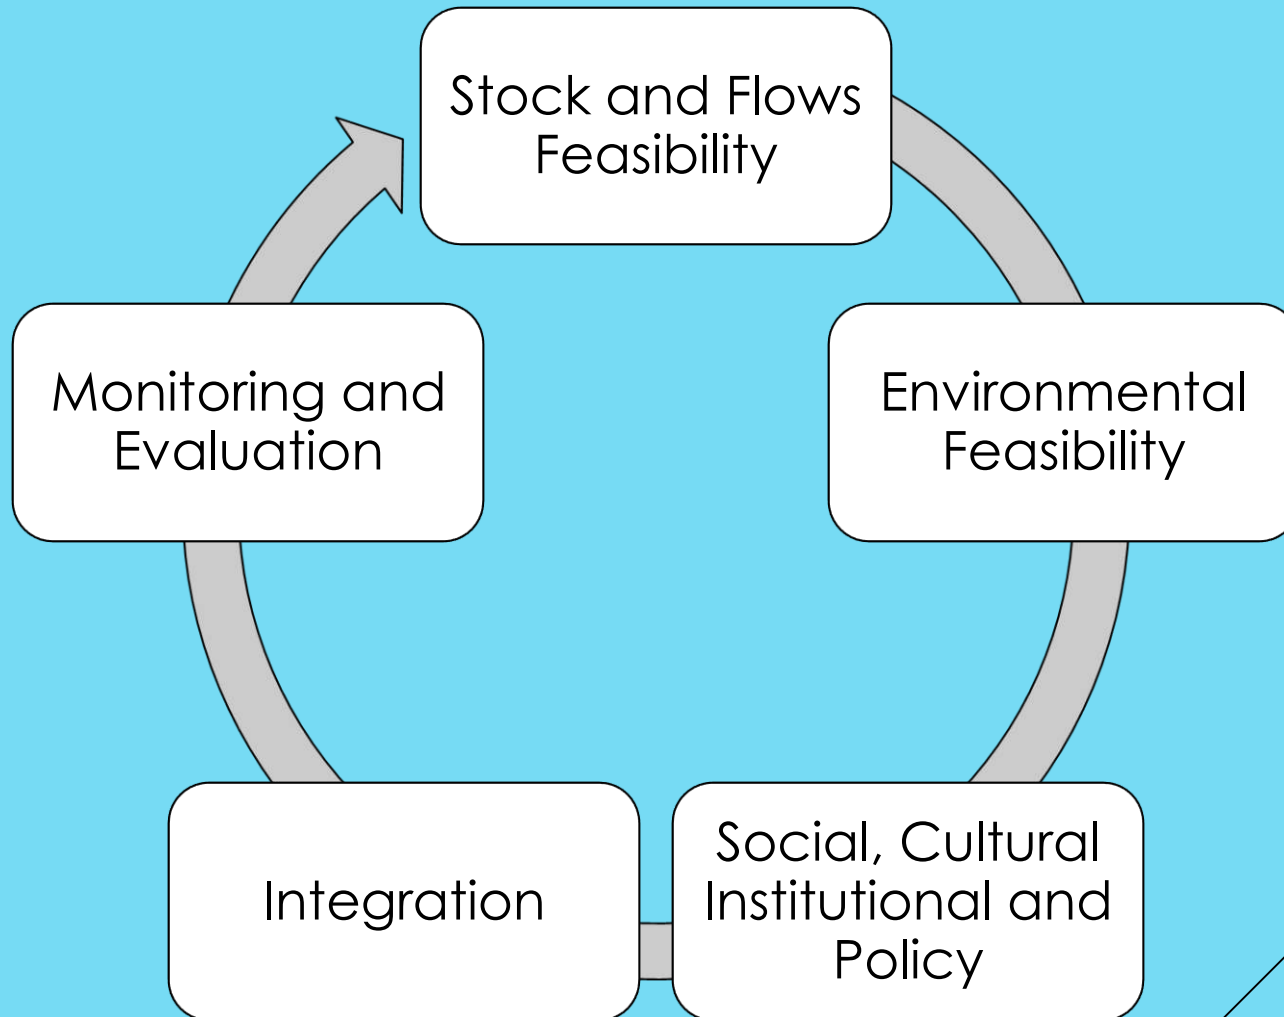 Stock and Flows
Feasibility
Environmental
Feasibility
Social, Cultural
Institutional and
Policy
Integration
Monitoring and
Evaluation